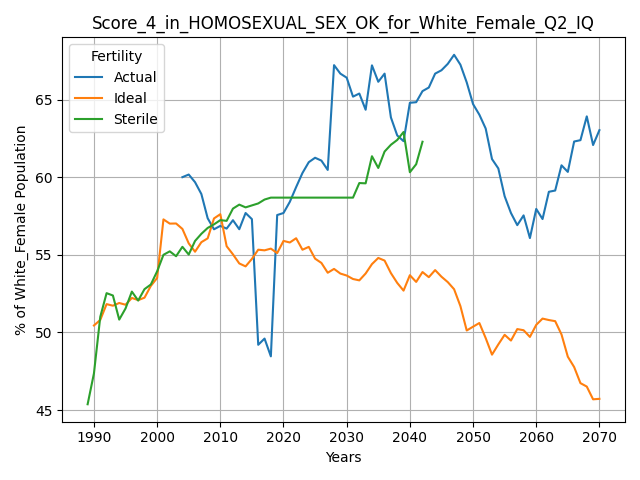 Score_4_in_HOMOSEXUAL_SEX_OK_for_White_Female_Q2_IQ
Fertility
Actual
Ideal
Sterile
% of White_Female Population
65
60
55
50
45
1990 2000 2010 2020 2030 2040 2050 2060 2070
Years